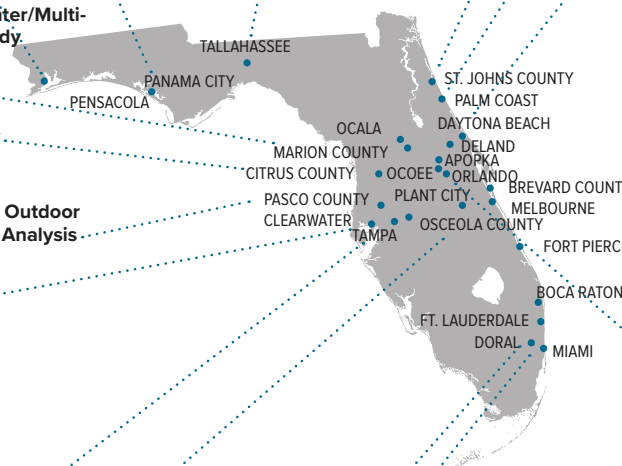 ter/Multi-
dy
TALLAHASSEE
PANAMA CITY
PENSACOLA
ST. JOHNS COUNTY
PALM COAST
DAYTONA BEACH
OCALA
DELAND
MARION COUNTY
APOPKA
CITRUS COUNTY
OCOEE
ORLANDO
BREVARD COUNT
PASCO COUNTY
PLANT CITY
MELBOURNE
Outdoor
Analysis
CLEARWATER
OSCEOLA COUNTY
TAMPA
FORT PIERC
BOCA RATON
FT. LAUDERDALE
DORAL
MIAMI